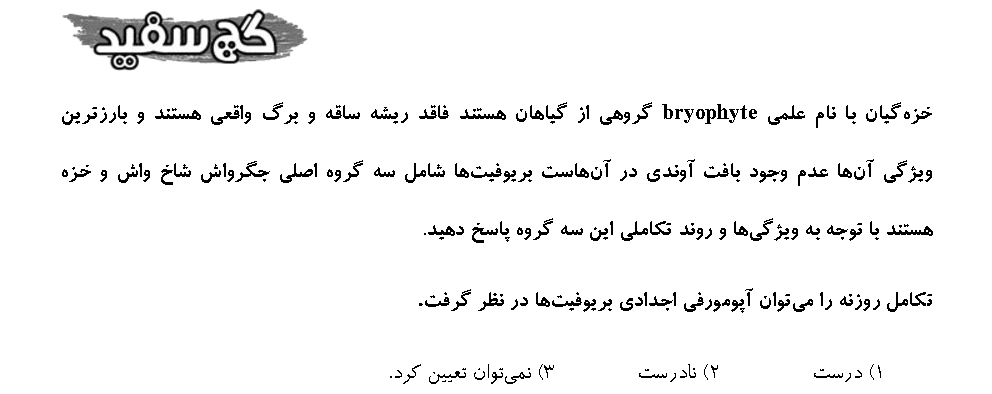 گچ سفید
خزه‌گیان با نام علمی bryophyte گروهی از گیاهان هستند فاقد ریشه ساقه و برگ واقعی هستند و بارزترین
ویژگی آن‌ها عدم وجود بافت آوندی در آن‌هاست بریوفیت‌ها شامل سه گروه اصلی جگرواش شاخ واش و خزه
هستند با توجه به ویژگی‌ها و روند تکاملی این سه گروه پاسخ دهید.
تکامل روزنه را می‌توان آپومورفی اجدادی بریوفیت‌ها در نظر گرفت.
۱) درست ۲) نادرست ۳) نمی‌توان تعیین کرد.